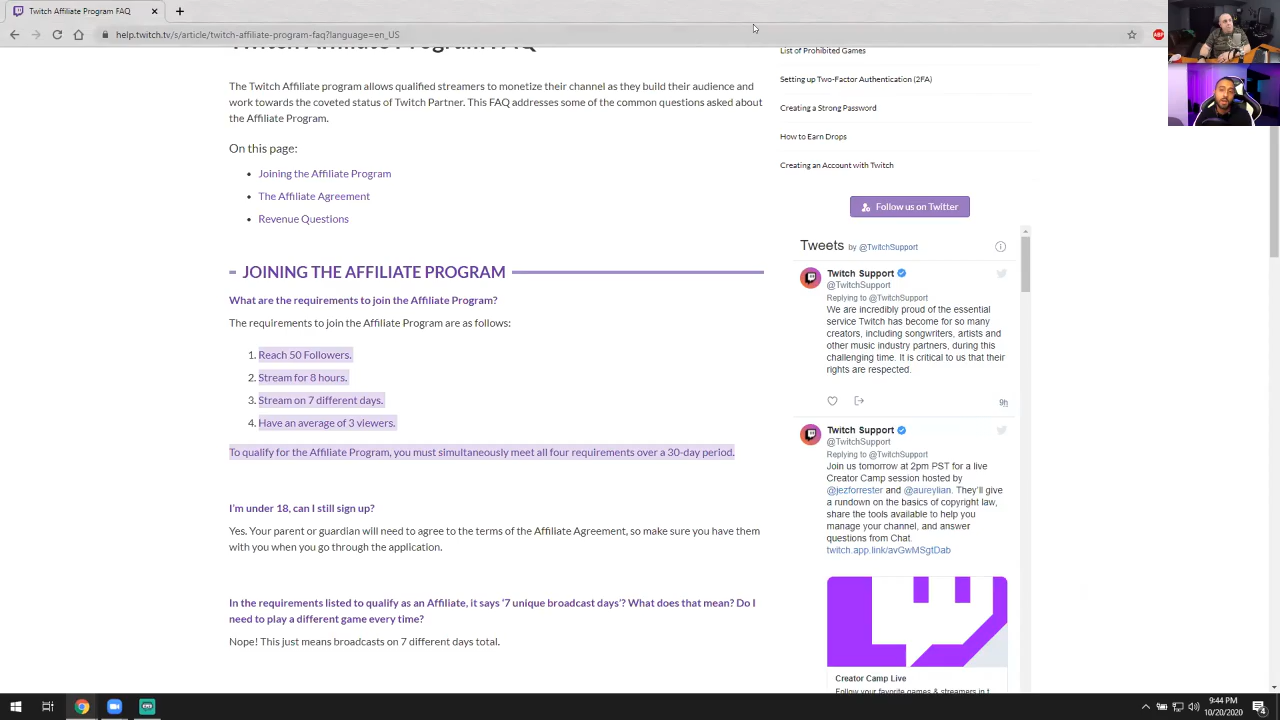 Twitch Program FAQ
help.twitch.tv/s/article/twitch-affiliate-program-faq?language=en_US
ABP
Twitch Affiliate Program FAQ
The Twitch Affiliate program allows qualified streamers to monetize their channel as they build their audience and
work towards the coveted status of Twitch Partner. This FAQ addresses some of the common questions asked about
the Affiliate Program.
On this page:
• Joining the Affiliate Program
• The Affiliate Agreement
• Revenue Questions
JOINING THE AFFILIATE PROGRAM
What are the requirements to join the Affiliate Program?
The requirements to join the Affiliate Program are as follows:
1. Reach 50 Followers.
2. Stream for 8 hours.
3. Stream on 7 different days.
4. Have an average of 3 viewers.
To qualify for the Affiliate Program, you must simultaneously meet all four requirements over a 30-day period.
I’m under 18, can I still sign up?
Yes. Your parent or guardian will need to agree to the terms of the Affiliate Agreement, so make sure you have them
with you when you go through the application.
In the requirements listed to qualify as an Affiliate, it says ‘7 unique broadcast days’? What does that mean? Do I
need to play a different game every time?
Nope! This just means broadcasts on 7 different days total.
List of Prohibited Games
Setting up Two-Factor Authentication (2FA)
Creating a Strong Password
How to Earn Drops
Creating an Account with Twitch
Follow us on Twitter
Tweets by @TwitchSupport
Twitch Support
@TwitchSupport
Replying to @TwitchSupport
We are incredibly proud of the essential
service Twitch has become for so many
creators, including songwriters, artists and
other music industry partners, during this
challenging time. It is critical to us that their
rights are respected.
9h
Twitch Support
@TwitchSupport
Replying to @TwitchSupport
Join us tomorrow at 2pm PST for a live
Creator Camp session hosted by
@jezforrester and @aureylian. They’ll give
a rundown on the basics of copyright law,
share the tools available to help you
manage your channel, and answer
questions from Chat.
twitch.app.link/avGwMSgtDab
Creator Camp Live
Follow your favorite games & streamers in t
9:44 PM
10/20/2020
4